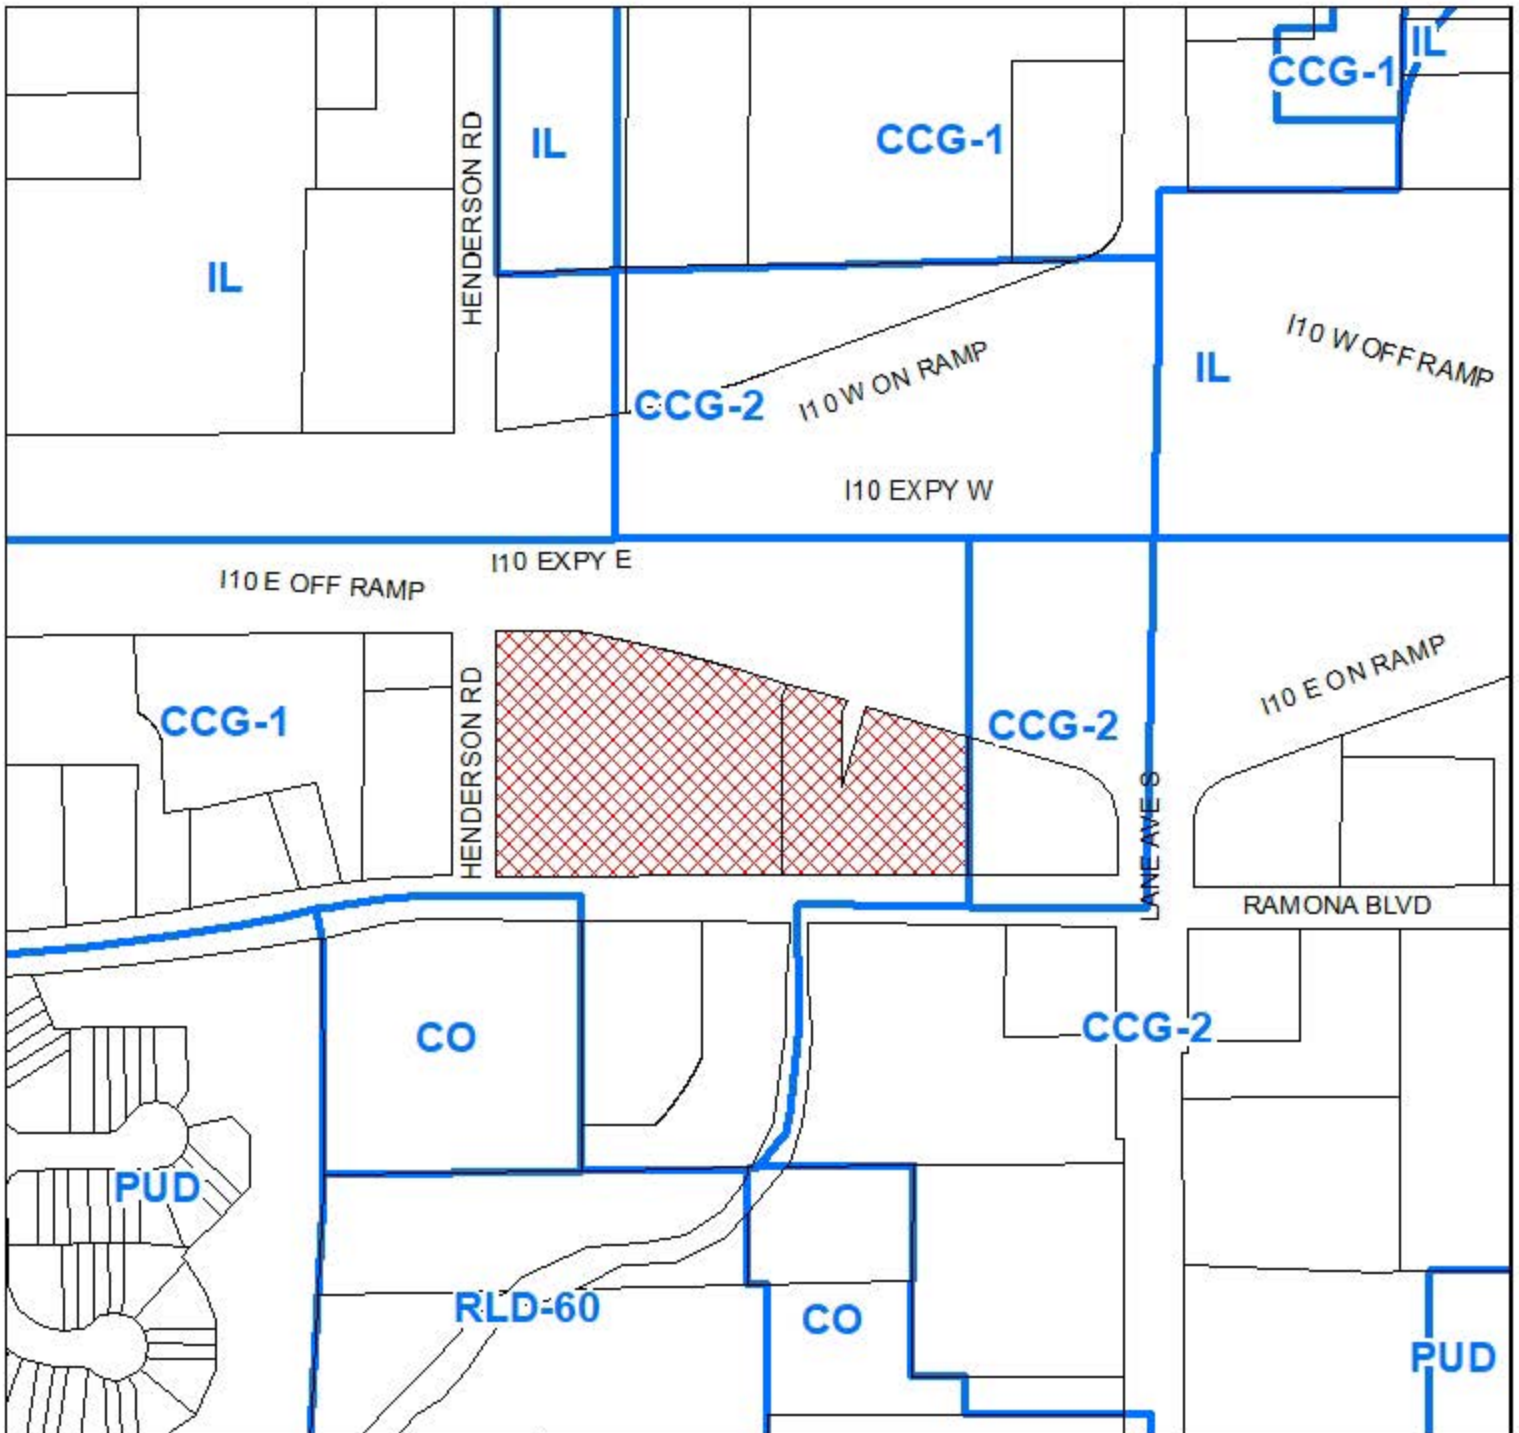 IL
CCG-1
IL
CCG-1
HENDERSON RD
IL
I10 W OFF RAMP
I10 W ON RAMP
IL
CCG-2
I10 EXPY W
I10 EXPY E
I10 E OFF RAMP
I10 E ON RAMP
CCG-1
HENDERSON RD
CCG-2
LANE AVE S
RAMONA BLVD
CO
CCG-2
PUD
RLD-60
CO
PUD